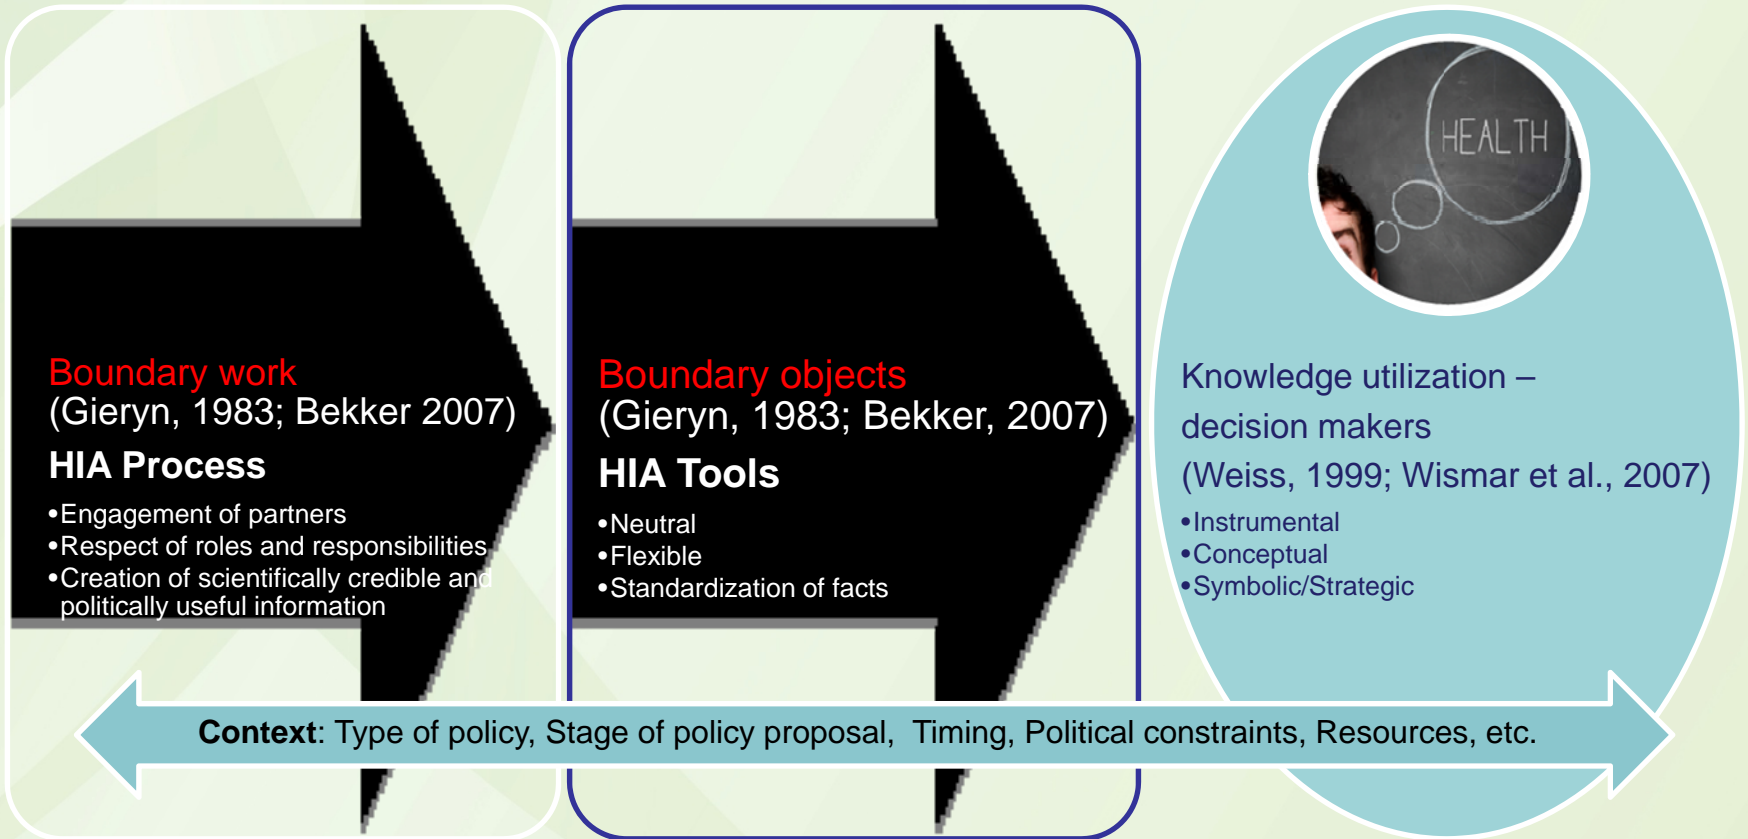 Boundary work
(Gieryn, 1983; Bekker 2007)
HIA Process
•Engagement of partners
•Respect of roles and responsibilities
•Creation of scientifically credible and
politically useful information
Boundary objects
(Gieryn, 1983; Bekker, 2007)
HIA Tools
•Neutral
•Flexible
•Standardization of facts
HEALTH
Knowledge utilization –
decision makers
(Weiss, 1999; Wismar et al., 2007)
•Instrumental
•Conceptual
•Symbolic/Strategic
Context: Type of policy, Stage of policy proposal,  Timing, Political constraints, Resources, etc.